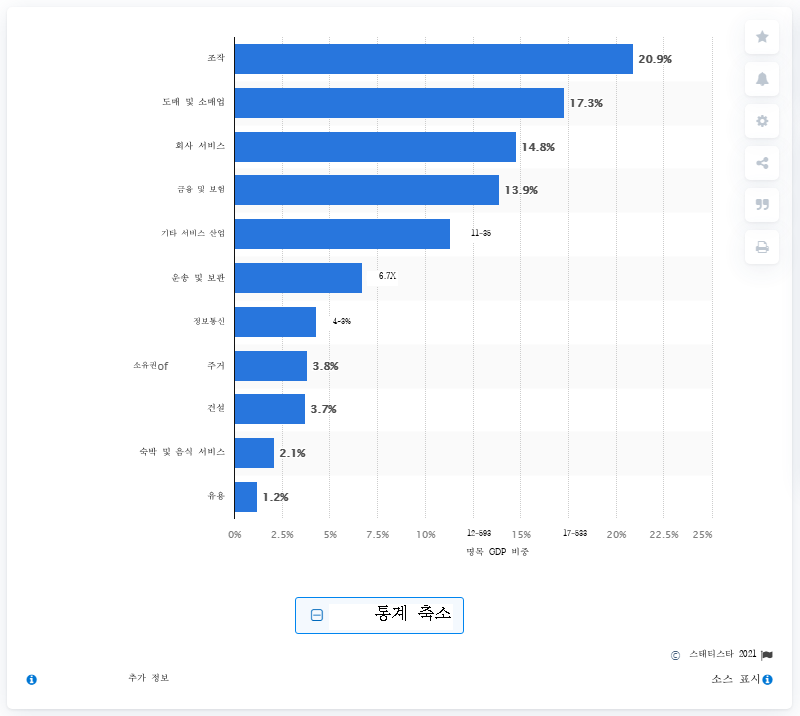 조작
20.9%
도매 및 소매업
17.3%
회사 서비스
14.8%
금융 및 보험
13.9%
기타 서비스 산업
11-35
운송 및 보관
6.7X
정보통신
4-3%
소유권of 주거
3.8%
건설
3.7%
숙박 및 음식 서비스
2.1%
유용
1.2%
0% 2.5% 5% 7.5% 10% 12-593 15% 17-533 20% 22.5% 25%
명목 GDP 비중
통계 축소
© 스태티스타 2021
추가 정보 소스 표시